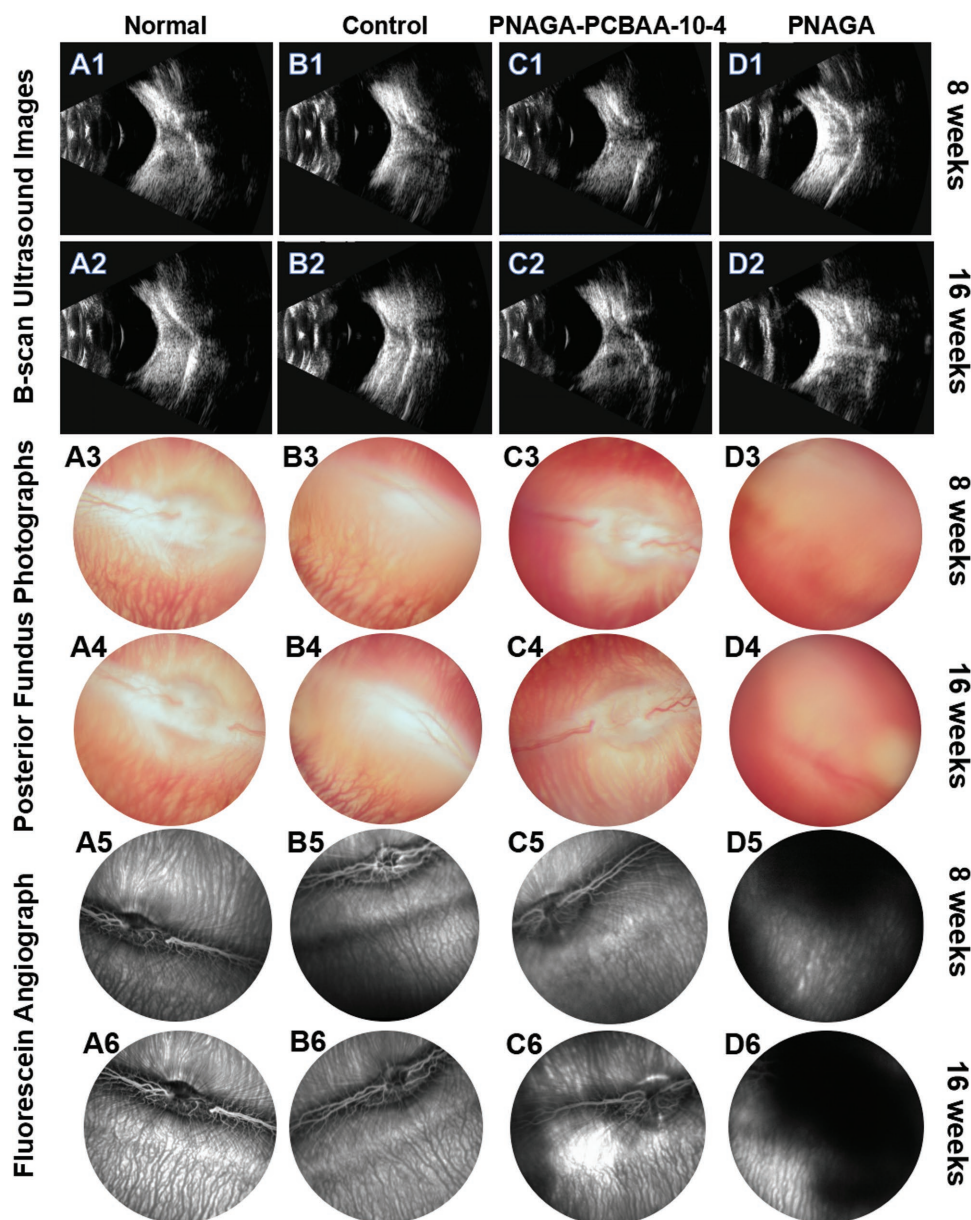 Normal Control PNAGA-PCBAA-10-4 PNAGA
B-scan Ultrasound Images
A1 B1 C1 D1
8 weeks
A2 B2 C2 D2
16 weeks
Posterior Fundus Photographs
A3 B3 C3 D3
8 weeks
A4 B4 C4 D4
16 weeks
Fluorescein Angiograph
A5 B5 C5 D5
8 weeks
A6 B6 C6 D6
16 weeks